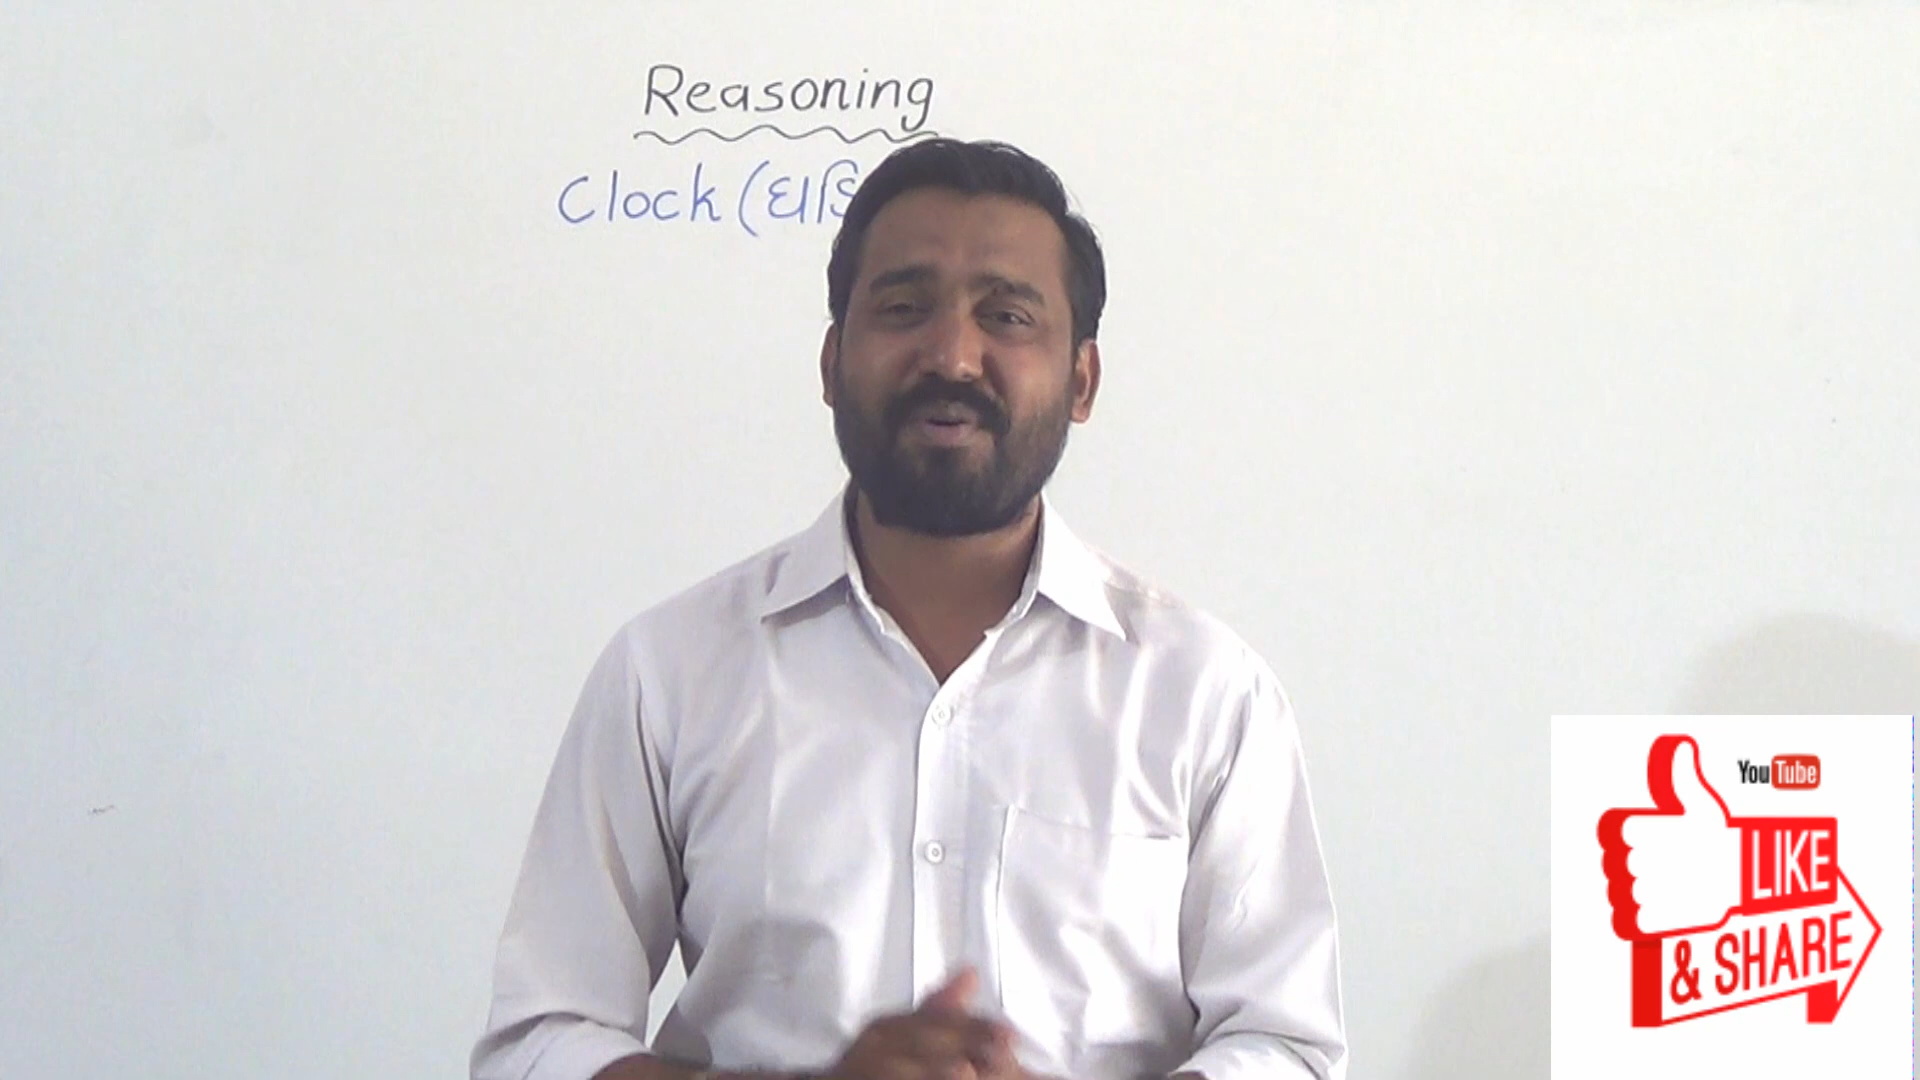 Reasoning
Clock (
YouTube
LIKE
& SHARE